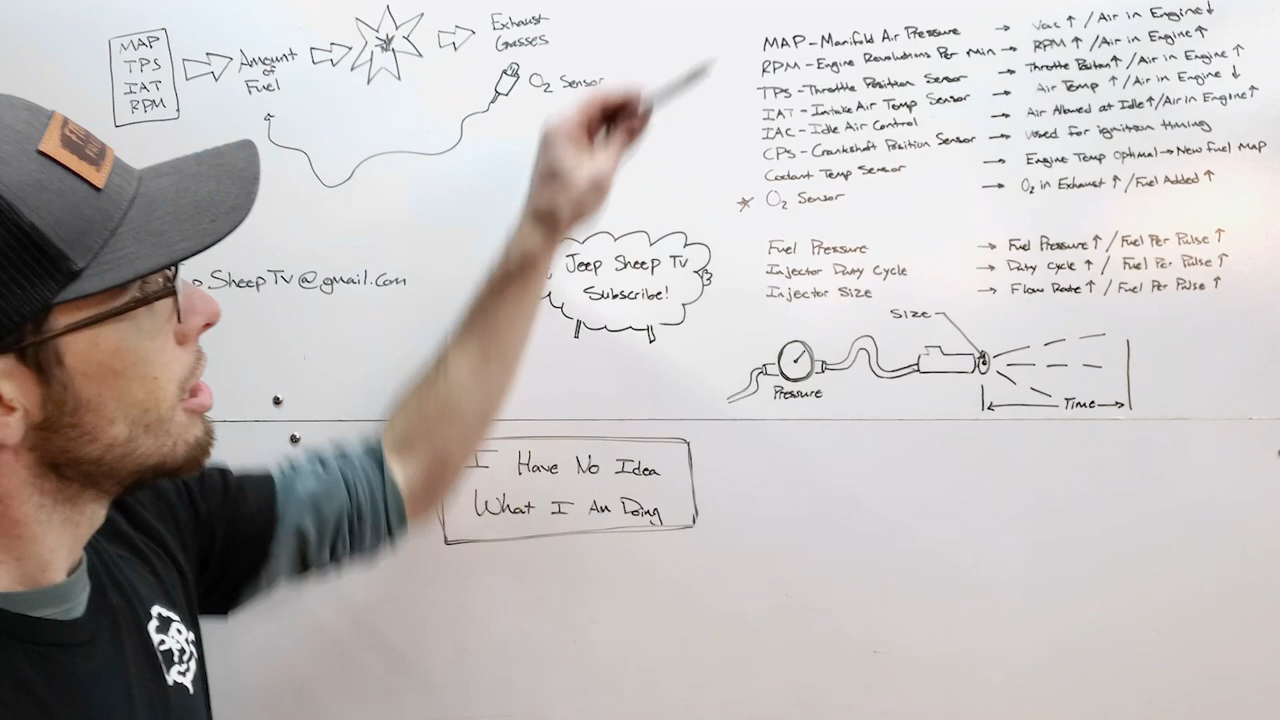 MAP
TPS
IAT
RPM
Amount
of
Fuel
Exhaust
Gasses
O2 Sensor
SheepTv@gmail.com
Jeep Sheep Tv
Subscribe!
I Have No Idea
What I Am Doing
MAP - Manifold Air Pressure → Vac ↑ / Air in Engine ↓
RPM - Engine Revolutions Per Min → RPM ↑ / Air in Engine ↑
TPS - Throttle Position Sensor → Throttle Position ↑ / Air in Engine ↑
IAT - Intake Air Temp Sensor → Air Temp ↑ / Air in Engine ↓
IAC - Idle Air Control → Air Allowed at Idle ↑ / Air in Engine ↑
CPS - Crankshaft Position Sensor → Used for ignition timing
Coolant Temp Sensor → Engine Temp Optimal → New Fuel Map
* O2 Sensor → O2 in Exhaust ↑ / Fuel Added ↑
Fuel Pressure → Fuel Pressure ↑ / Fuel Per Pulse ↑
Injector Duty Cycle → Duty Cycle ↑ / Fuel Per Pulse ↑
Injector Size → Flow Rate ↑ / Fuel Per Pulse ↑
Size
Pressure
Time